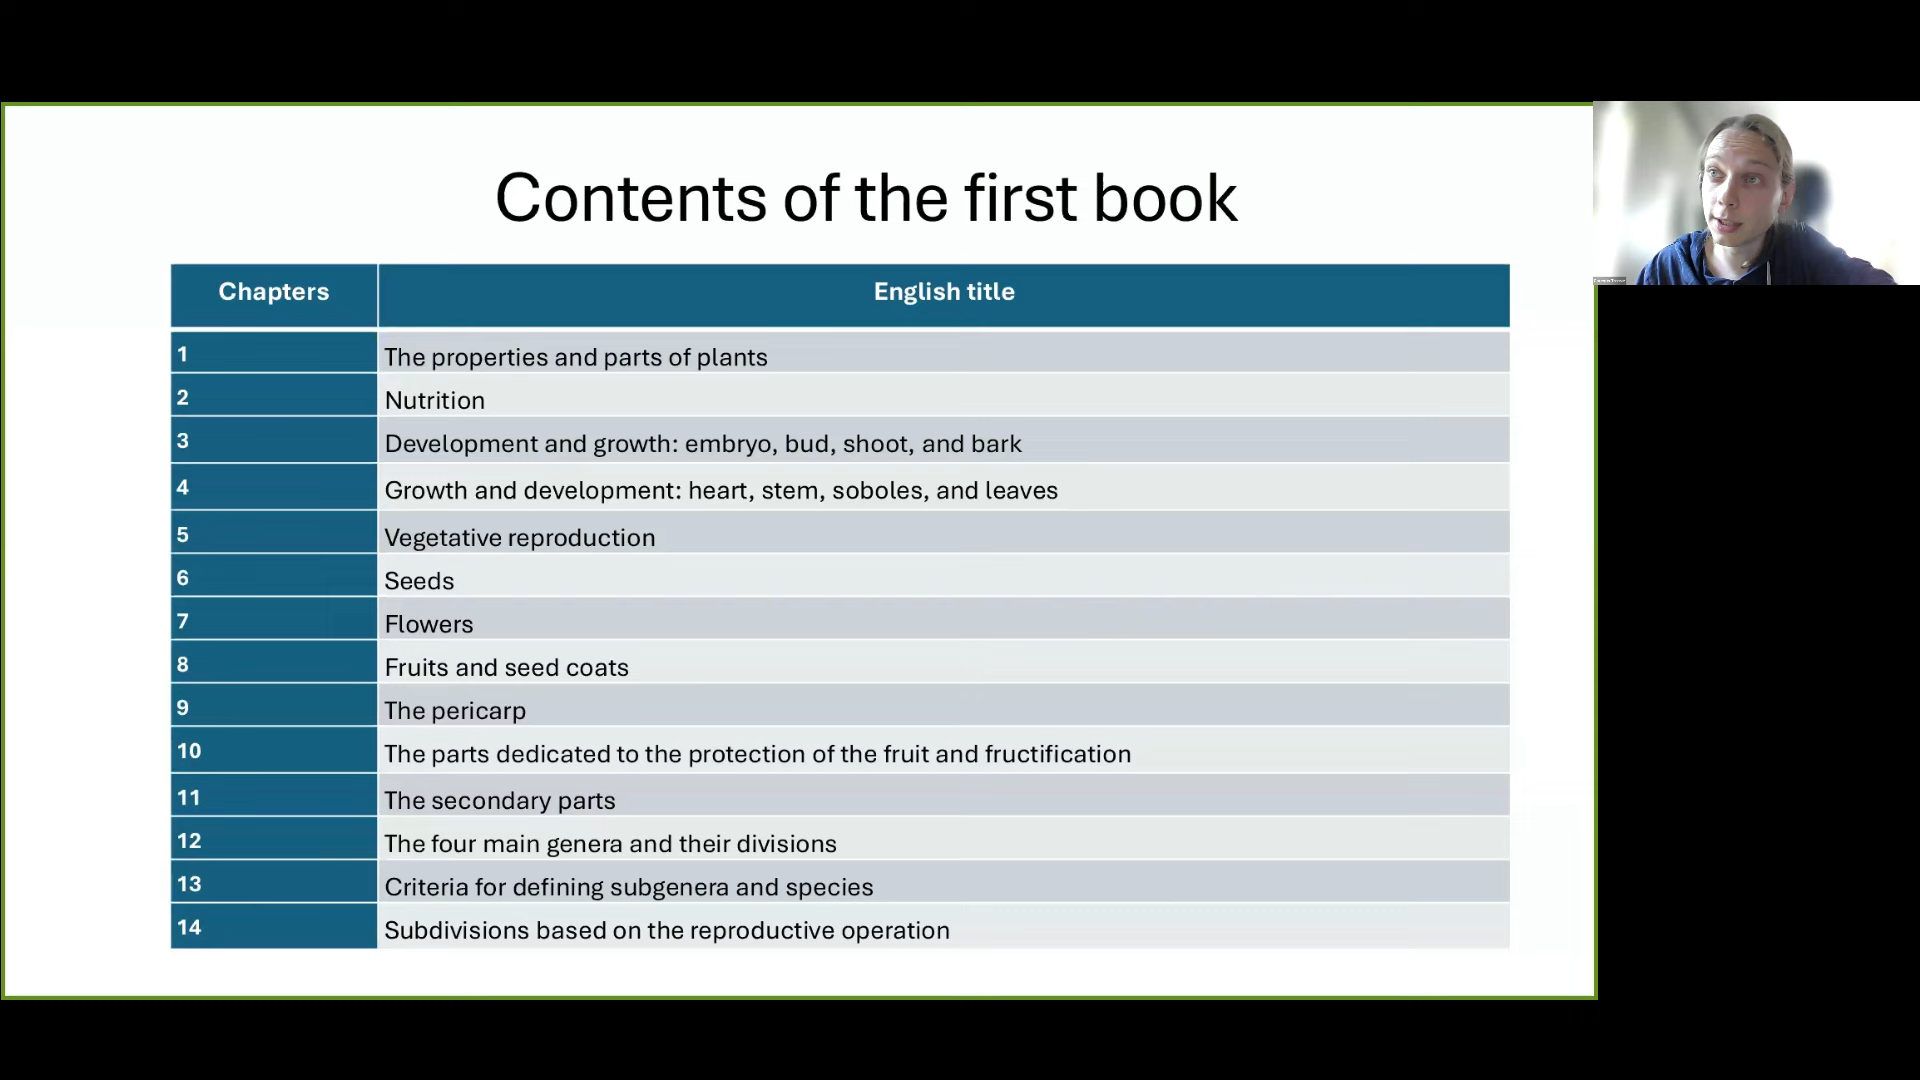 Contents of the first book
Chapters English title
1 The properties and parts of plants
2 Nutrition
3 Development and growth: embryo, bud, shoot, and bark
4 Growth and development: heart, stem, soboles, and leaves
5 Vegetative reproduction
6 Seeds
7 Flowers
8 Fruits and seed coats
9 The pericarp
10 The parts dedicated to the protection of the fruit and fructification
11 The secondary parts
12 The four main genera and their divisions
13 Criteria for defining subgenera and species
14 Subdivisions based on the reproductive operation